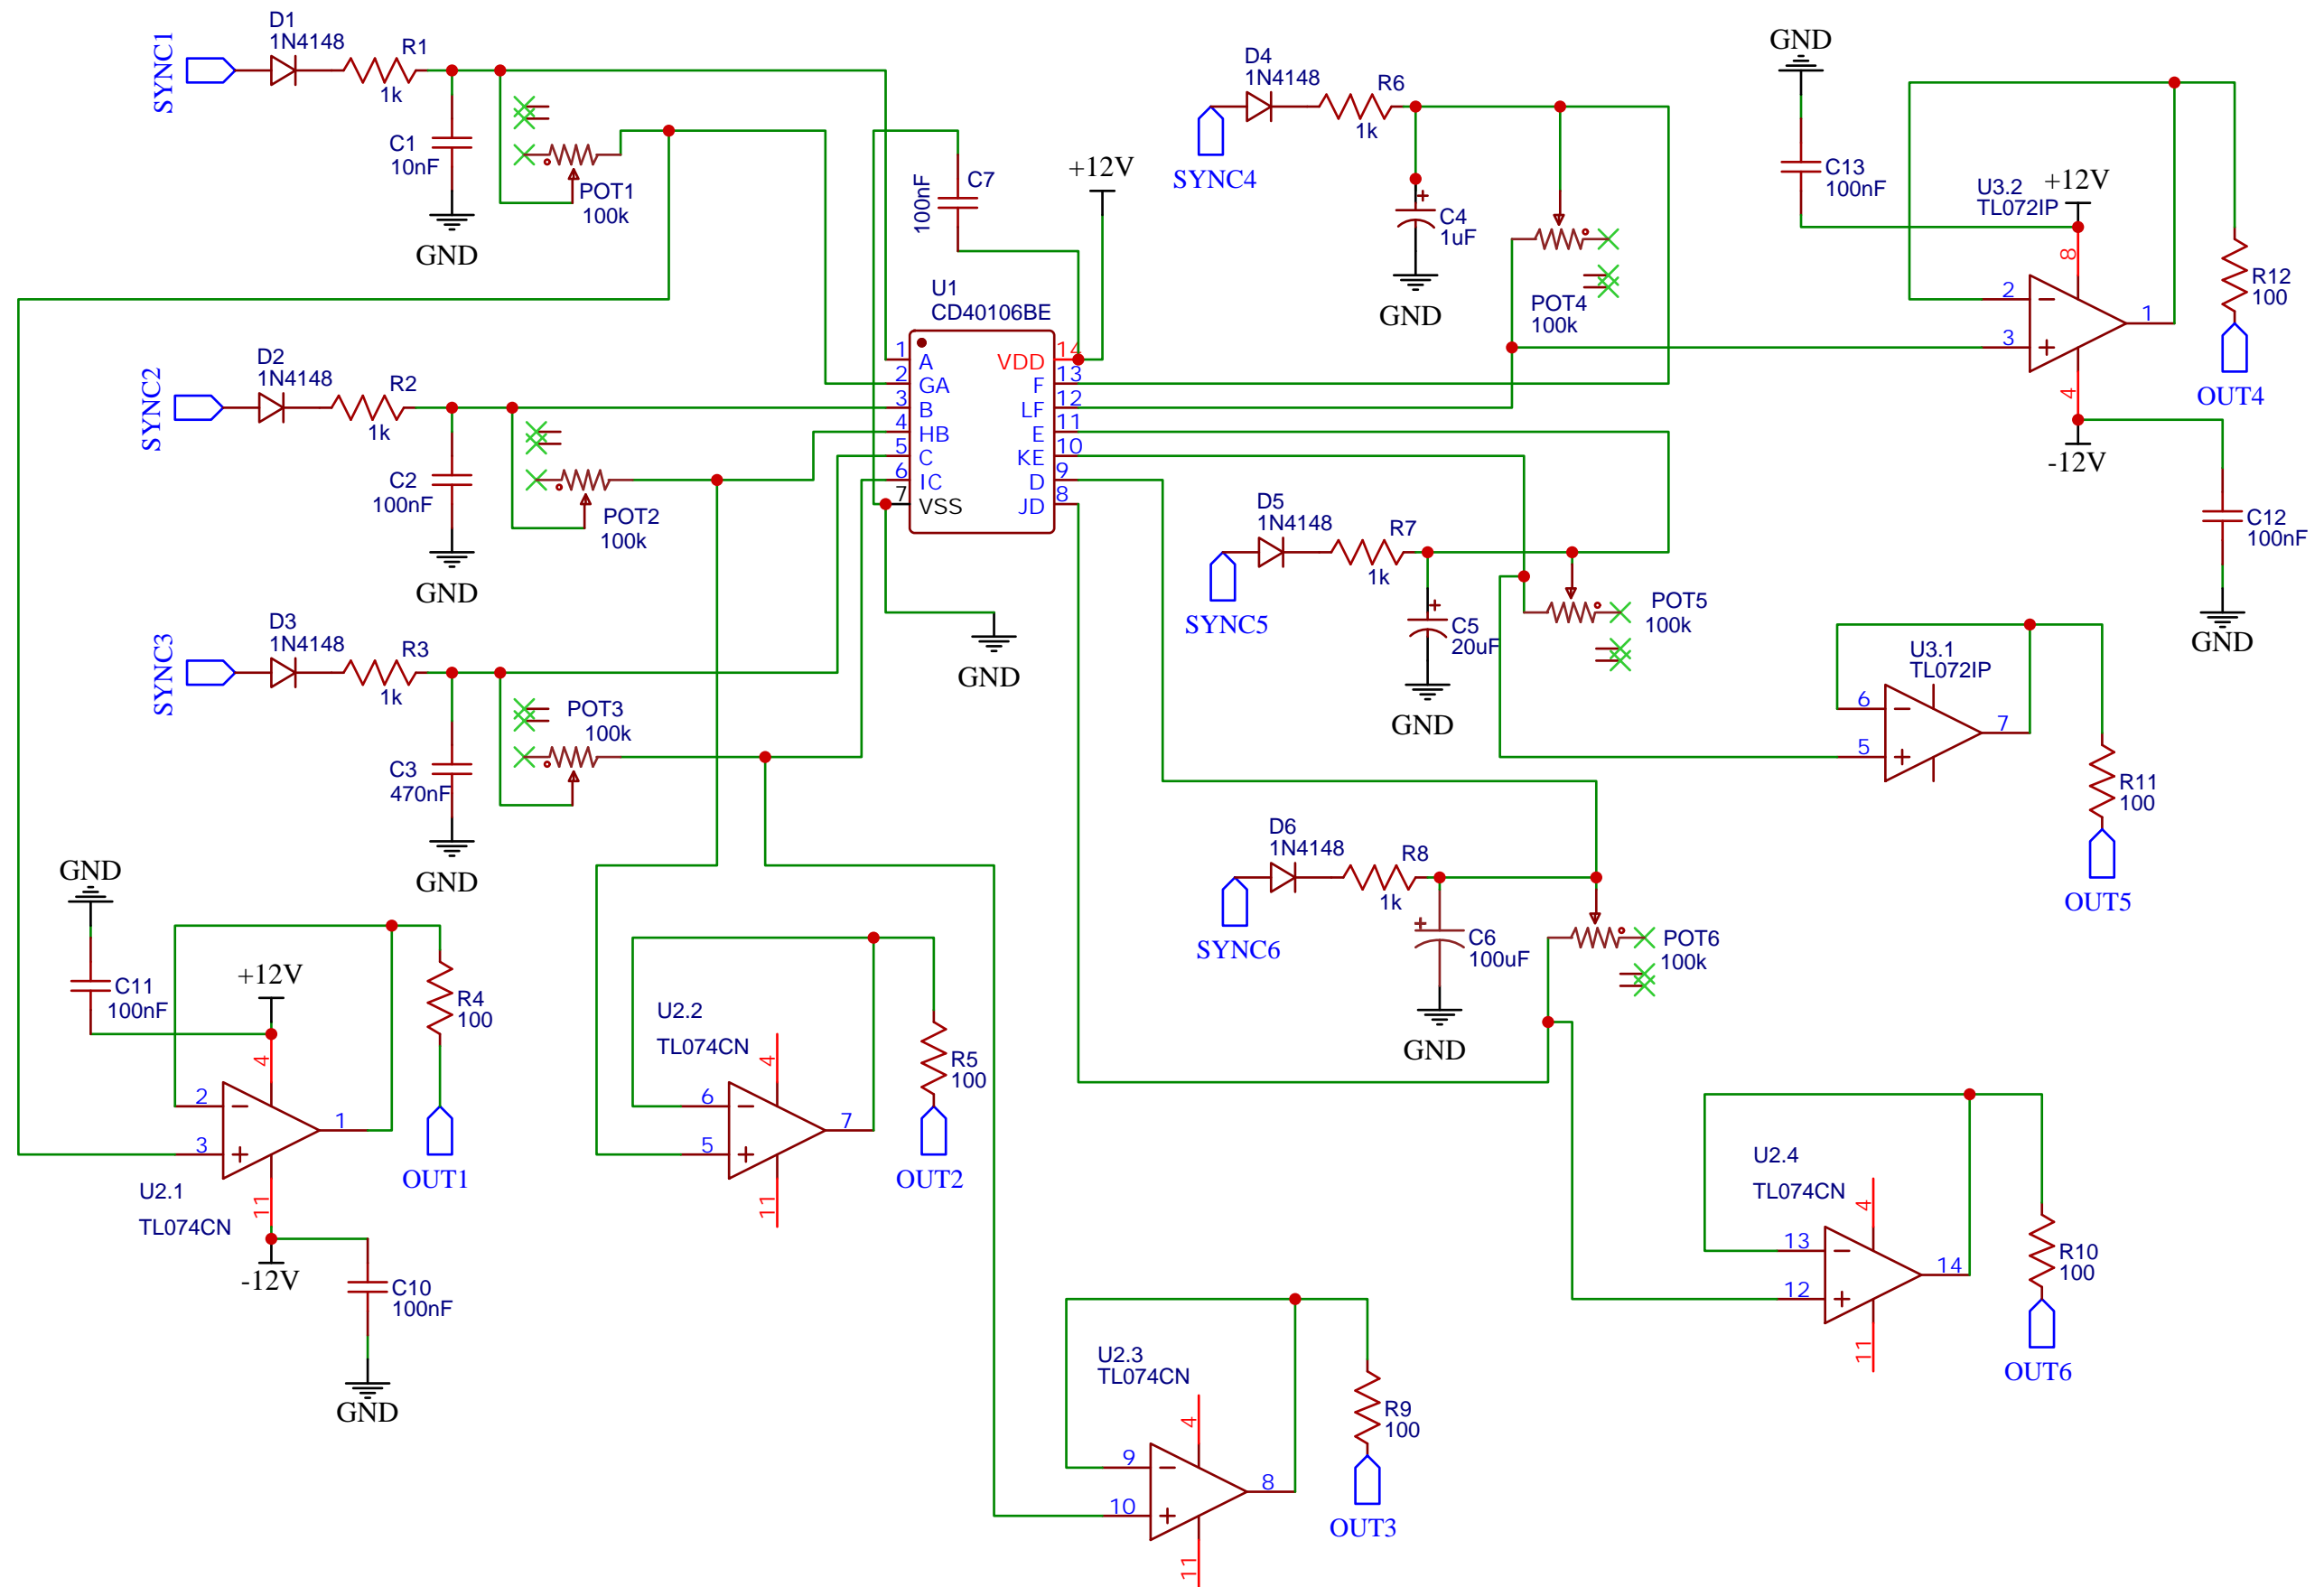 SYNC1
D1
1N4148
R1
1k
C1
10nF
GND
POT1
100k
100nF
C7
+12V
U1
CD40106BE
1
A
2
GA
3
B
4
HB
5
C
6
IC
7
VSS
VDD
14
F
13
LF
12
E
11
KE
10
D
9
JD
8
GND
SYNC2
D2
1N4148
R2
1k
C2
100nF
GND
POT2
100k
SYNC3
D3
1N4148
R3
1k
C3
470nF
GND
POT3
100k
D4
1N4148
R6
1k
SYNC4
C4
1uF
GND
POT4
100k
GND
C13
100nF
U3.2
TL072IP
+12V
8
2
3
1
4
-12V
R12
100
OUT4
C12
100nF
GND
D5
1N4148
R7
1k
SYNC5
C5
20uF
GND
POT5
100k
U3.1
TL072IP
6
5
7
R11
100
OUT5
D6
1N4148
R8
1k
SYNC6
C6
100uF
GND
POT6
100k
GND
C11
100nF
+12V
4
2
3
1
11
U2.1
TL074CN
-12V
R4
100
OUT1
C10
100nF
GND
U2.2
TL074CN
4
6
5
7
11
R5
100
OUT2
U2.3
TL074CN
4
9
10
8
11
R9
100
OUT3
U2.4
TL074CN
4
13
12
14
11
R10
100
OUT6